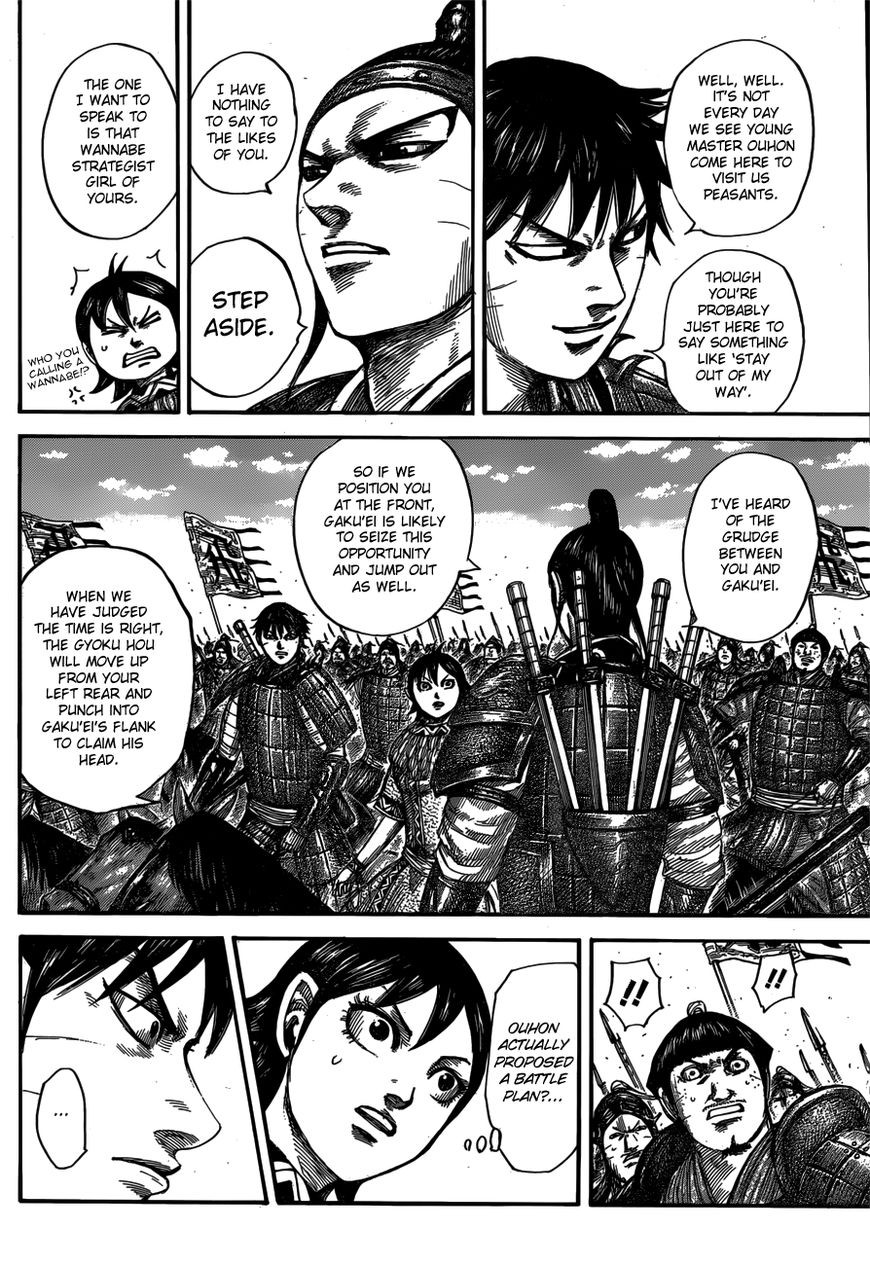 WELL, WELL.
IT'S NOT
EVERY DAY
WE SEE YOUNG
MASTER OUHON
COME HERE TO
VISIT US
PEASANTS.
THOUGH
YOU'RE
PROBABLY
JUST HERE TO
SAY SOMETHING
LIKE 'STAY
OUT OF MY
WAY'.
I HAVE
NOTHING
TO SAY TO
THE LIKES
OF YOU.
STEP
ASIDE.
THE ONE
I WANT TO
SPEAK TO
IS THAT
WANNABE
STRATEGIST
GIRL OF
YOURS.
WHO YOU
CALLING A
WANNABE!?
I'VE HEARD
OF THE
GRUDGE
BETWEEN
YOU AND
GAKU'EI.
SO IF WE
POSITION YOU
AT THE FRONT,
GAKU'EI IS LIKELY
TO SEIZE THIS
OPPORTUNITY
AND JUMP OUT
AS WELL.
WHEN WE
HAVE JUDGED
THE TIME IS RIGHT,
THE GYOKU HOU
WILL MOVE UP
FROM YOUR
LEFT REAR AND
PUNCH INTO
GAKU'EI'S FLANK
TO CLAIM HIS
HEAD.
!!
!!
OUHON
ACTUALLY
PROPOSED
A BATTLE
PLAN?...
...